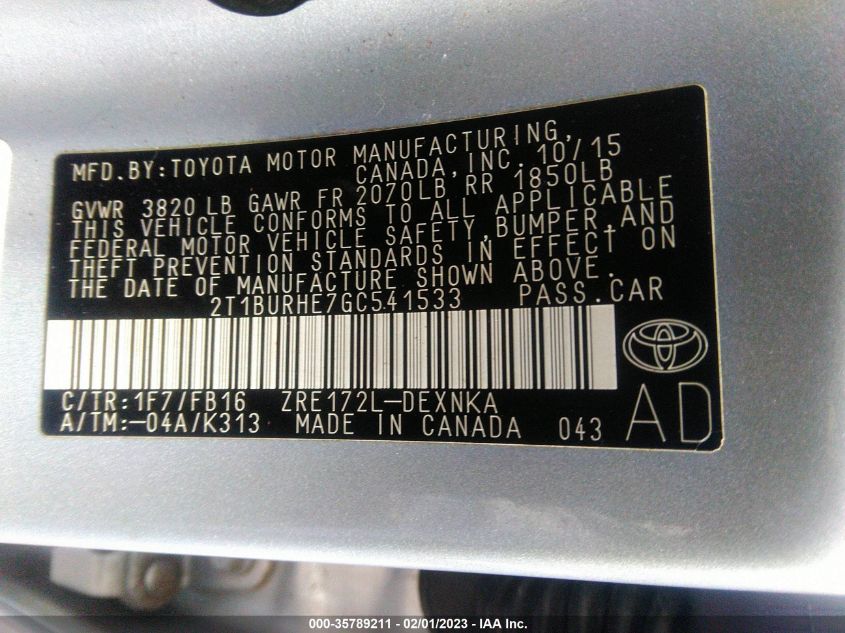 MFD.BY:TOYOTA MOTOR MANUFACTURING,
CANADA,INC. 10/15
GVWR 3820 LB GAWR FR 2070LB RR 1850LB
THIS VEHICLE CONFORMS TO ALL APPLICABLE
FEDERAL MOTOR VEHICLE SAFETY,BUMPER,AND
THEFT PREVENTION STANDARDS IN EFFECT ON
THE DATE OF MANUFACTURE SHOWN ABOVE.
2T1BURHE7GC541533 PASS.CAR
C/TR:1F7/FB16 ZRE172L-DEXNKA
A/TM:-04A/K313 MADE IN CANADA 043 AD
000-35789211 - 02/01/2023 - IAA Inc.